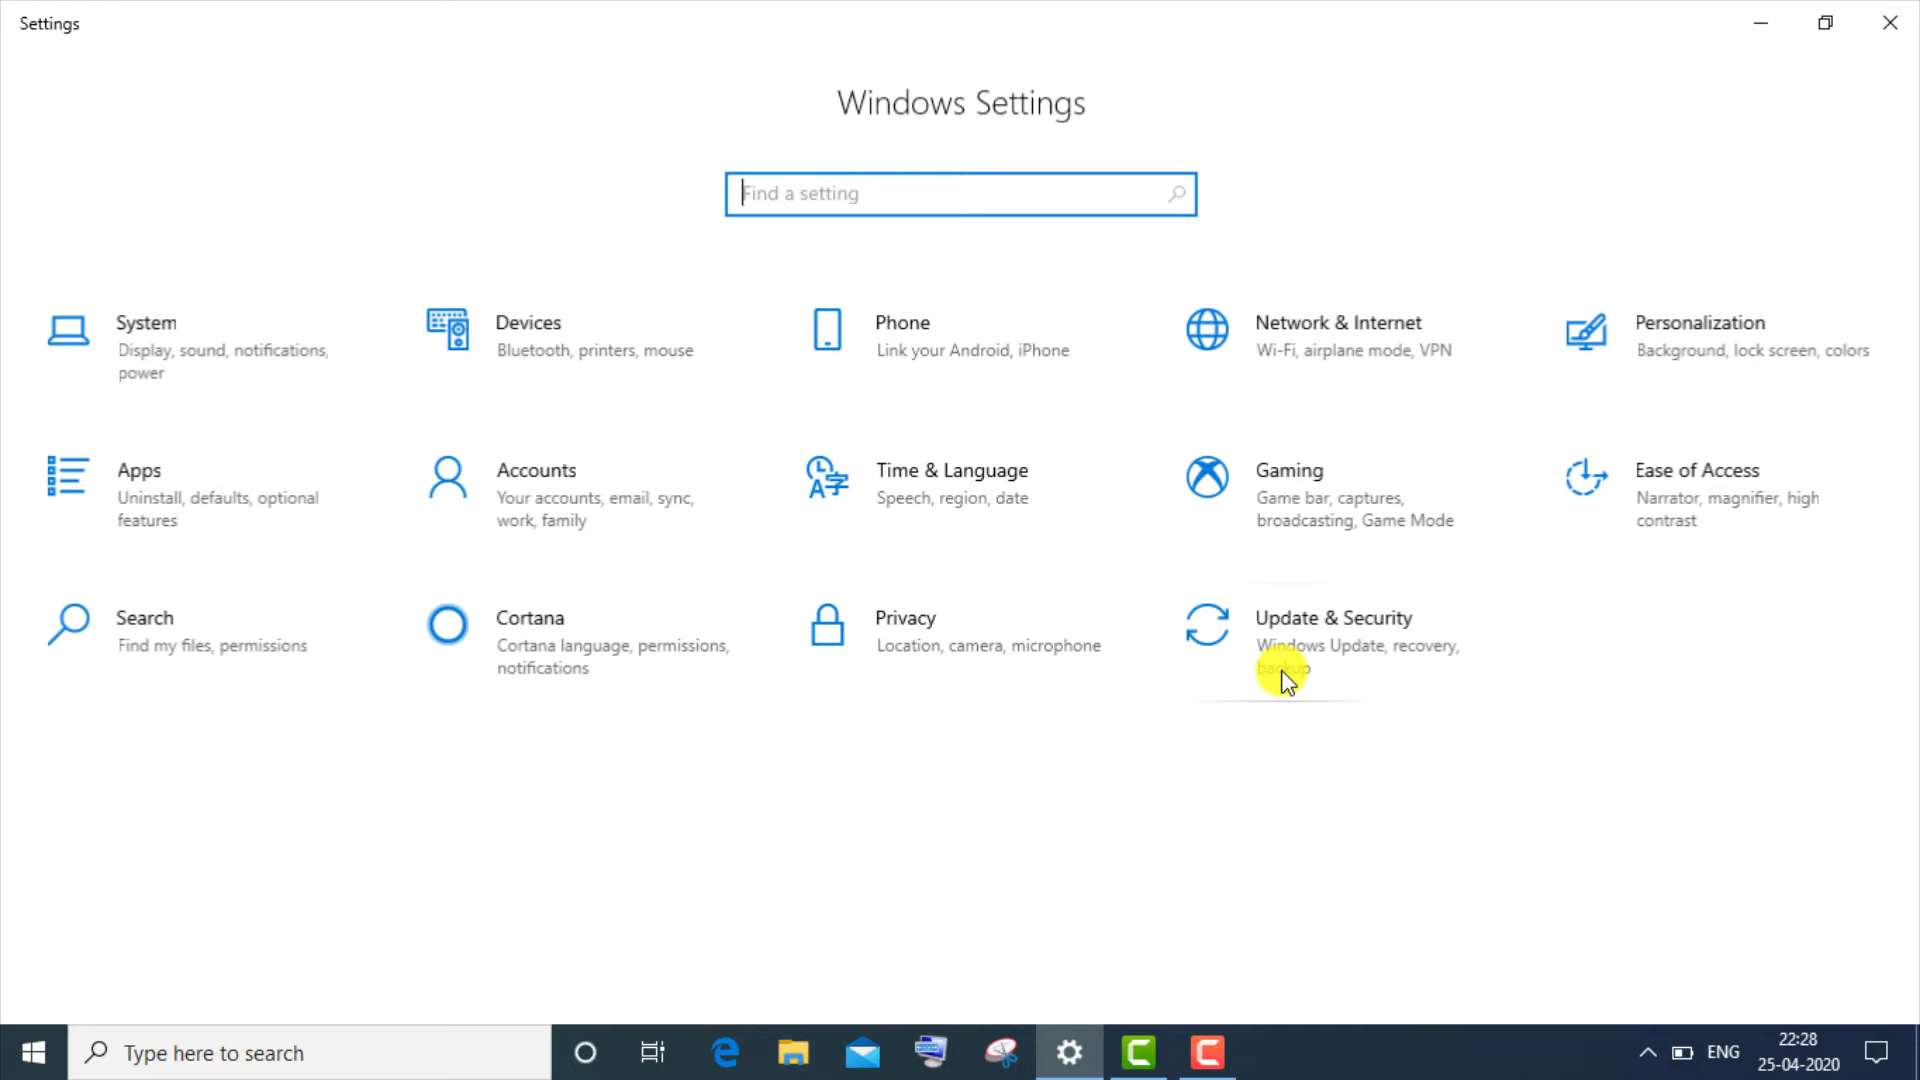 Settings
Windows Settings
Find a setting
System
Display, sound, notifications,
power
Devices
Bluetooth, printers, mouse
Phone
Link your Android, iPhone
Network & Internet
Wi-Fi, airplane mode, VPN
Personalization
Background, lock screen, colors
Apps
Uninstall, defaults, optional
features
Accounts
Your accounts, email, sync,
work, family
Time & Language
Speech, region, date
Gaming
Game bar, captures,
broadcasting, Game Mode
Ease of Access
Narrator, magnifier, high
contrast
Search
Find my files, permissions
Cortana
Cortana language, permissions,
notifications
Privacy
Location, camera, microphone
Update & Security
Windows Update, recovery,
backup
Type here to search
ENG
22:28
25-04-2020